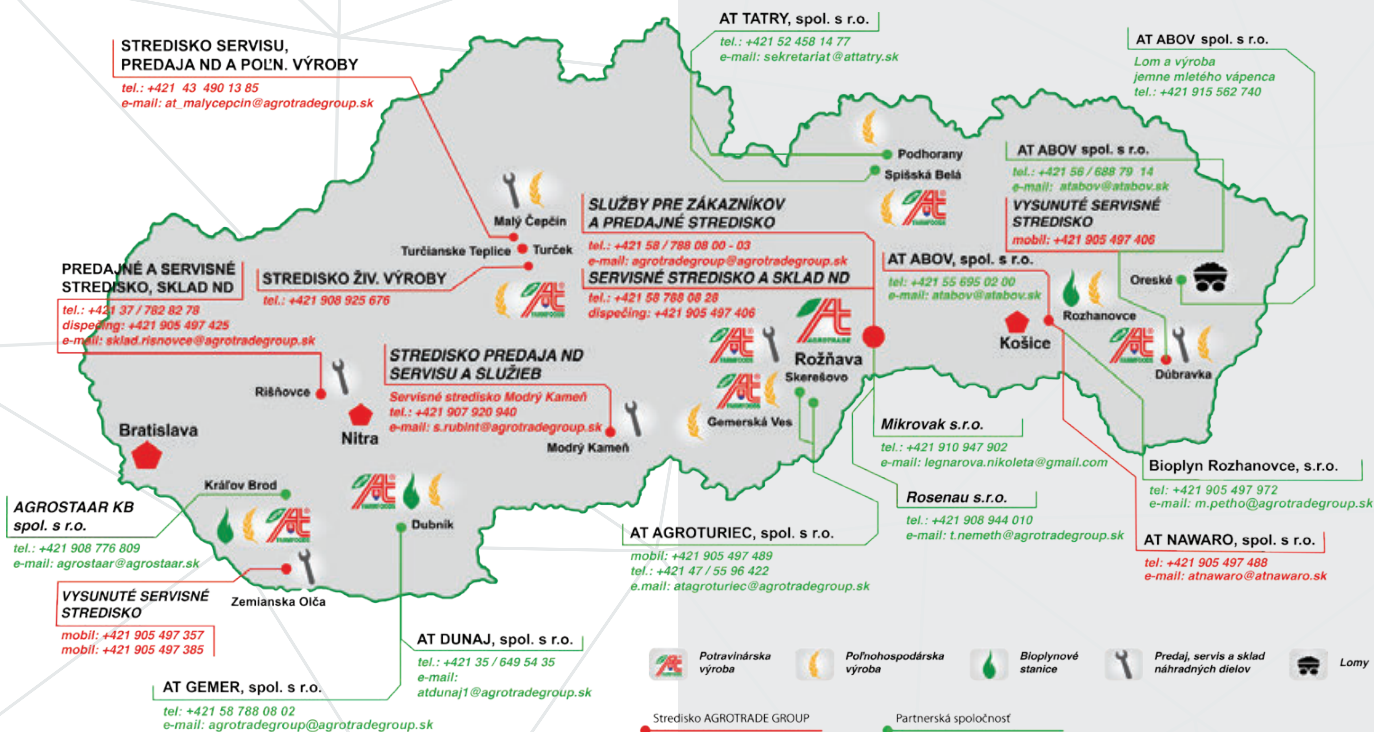 STREDISKO SERVISU,
PREDAJA ND A POĽN. VÝROBY
tel.: +421 43 490 13 85
e-mail: at_malycepcin@agrotradegroup.sk
AT TATRY, spol. s r.o.
tel.: +421 52 458 14 77
e-mail: sekretariat@attatry.sk
AT ABOV spol. s r.o.
Lom a výroba
jemne mletého vápenca
tel.: +421 915 562 740
Podhorany
Spišská Belá
AT ABOV spol. s r.o.
tel.: +421 56 / 688 79 14
e-mail: atabov@atabov.sk
VYSUNUTÉ SERVISNÉ
STREDISKO
mobil: +421 905 497 406
Malý Čepčín
Turčianske Teplice
Turček
SLUŽBY PRE ZÁKAZNÍKOV
A PREDAJNÉ STREDISKO
tel.: +421 58 / 788 08 00 - 03
e-mail: agrotradegroup@agrotradegroup.sk
SERVISNÉ STREDISKO A SKLAD ND
tel.: +421 58 788 08 28
dispečing: +421 905 497 406
AT ABOV, spol. s r.o.
tel.: +421 55 695 02 00
e-mail: atabov@atabov.sk
PREDAJNÉ A SERVISNÉ
STREDISKO, SKLAD ND
tel.: +421 37 / 782 82 78
dispečing: +421 905 497 425
e-mail: sklad.risnovce@agrotradegroup.sk
STREDISKO ŽIV. VÝROBY
tel.: +421 908 925 676
At FARMFOODS
At AGROTRADE
Oreské
Rozhanovce
Košice
Rožňava
Skerešovo
Dúbravka
STREDISKO PREDAJA ND
SERVISU A SLUŽIEB
Servisné stredisko Modrý Kameň
tel.: +421 907 920 940
e-mail: s.rubint@agrotradegroup.sk
Rišňovce
Nitra
Bratislava
Modrý Kameň
Gemerská Ves
Mikrovak s.r.o.
tel.: +421 910 947 902
e-mail: legnarova.nikoleta@gmail.com
Rosenau s.r.o.
tel.: +421 908 944 010
e-mail: t.nemeth@agrotradegroup.sk
Bioplyn Rozhanovce, s.r.o.
tel: +421 905 497 972
e-mail: m.petho@agrotradegroup.sk
AT NAWARO, spol. s r.o.
tel: +421 905 497 488
e-mail: atnawaro@atnawaro.sk
Kráľov Brod
AGROSTAAR KB
spol. s r.o.
tel.: +421 908 776 809
e-mail: agrostaar@agrostaar.sk
Dubník
AT AGROTURIEC, spol. s r.o.
mobil: +421 905 497 489
tel.: +421 47 / 55 96 422
e.mail: atagroturiec@agrotradegroup.sk
Zemianska Olča
VYSUNUTÉ SERVISNÉ
STREDISKO
mobil: +421 905 497 357
mobil: +421 905 497 385
AT DUNAJ, spol. s r.o.
tel.: +421 35 / 649 54 35
e-mail:
atdunaj1@agrotradegroup.sk
AT GEMER, spol. s r.o.
tel: +421 58 788 08 02
e-mail: agrotradegroup@agrotradegroup.sk
Potravinárska
výroba
Poľnohospodárska
výroba
Bioplynové
stanice
Predaj, servis a sklad
náhradných dielov
Lomy
Stredisko AGROTRADE GROUP
Partnerská spoločnosť